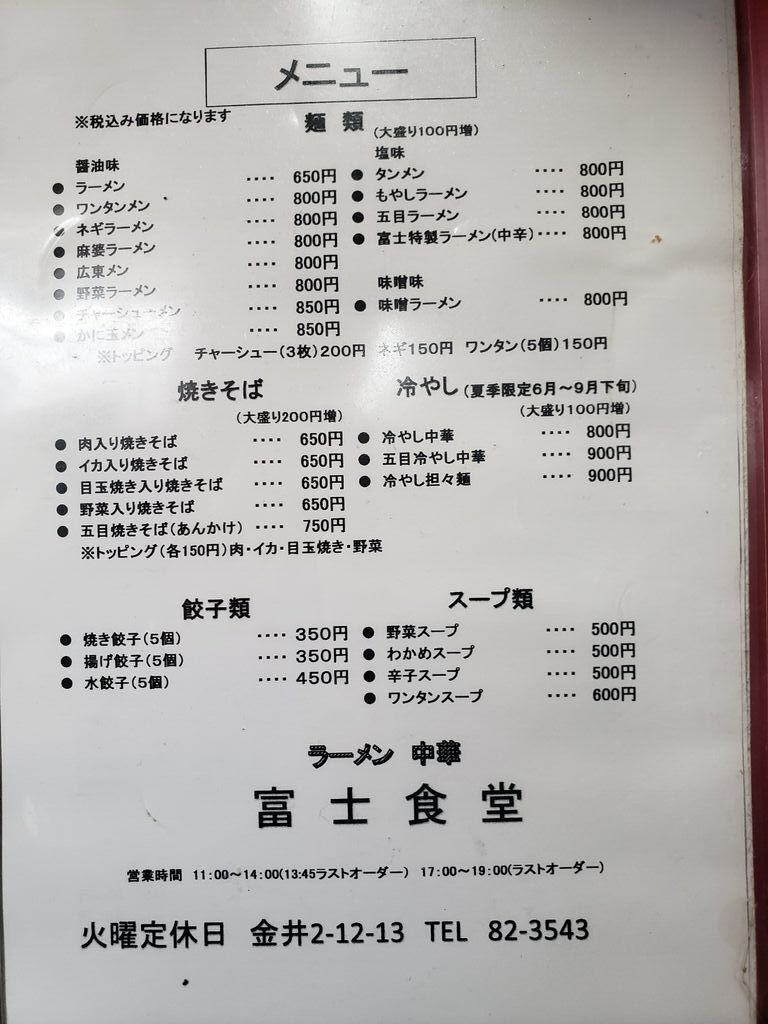 メニュー
※税込み価格になります
麺 類 (大盛り100円増)
醤油味
● ラーメン ････ 650円
● ワンタンメン ････ 800円
● ネギラーメン ････ 800円
● 麻婆ラーメン ････ 800円
● 広東メン ････ 800円
● 野菜ラーメン ････ 800円
● チャーシューメン ････ 850円
● かに玉メン ････ 850円
塩味
● タンメン ････ 800円
● もやしラーメン ････ 800円
● 五目ラーメン ････ 800円
● 富士特製ラーメン(中辛) ････ 800円
味噌味
● 味噌ラーメン ････ 800円
※トッピング チャーシュー(3枚)200円 ネギ150円 ワンタン(5個)150円
焼きそば
(大盛り200円増)
● 肉入り焼きそば ････ 650円
● イカ入り焼きそば ････ 650円
● 目玉焼き入り焼きそば ････ 650円
● 野菜入り焼きそば ････ 650円
● 五目焼きそば(あんかけ) ････ 750円
※トッピング(各150円)肉・イカ・目玉焼き・野菜
冷やし(夏季限定6月～9月下旬)
(大盛り100円増)
● 冷やし中華 ････ 800円
● 五目冷やし中華 ････ 900円
● 冷やし担々麺 ････ 900円
餃子類
● 焼き餃子(5個) ････ 350円
● 揚げ餃子(5個) ････ 350円
● 水餃子(5個) ････ 450円
スープ類
● 野菜スープ ････ 500円
● わかめスープ ････ 500円
● 辛子スープ ････ 500円
● ワンタンスープ ････ 600円
ラーメン 中華
富士食堂
営業時間 11:00～14:00(13:45ラストオーダー) 17:00～19:00(ラストオーダー)
火曜定休日 金井2-12-13 TEL 82-3543